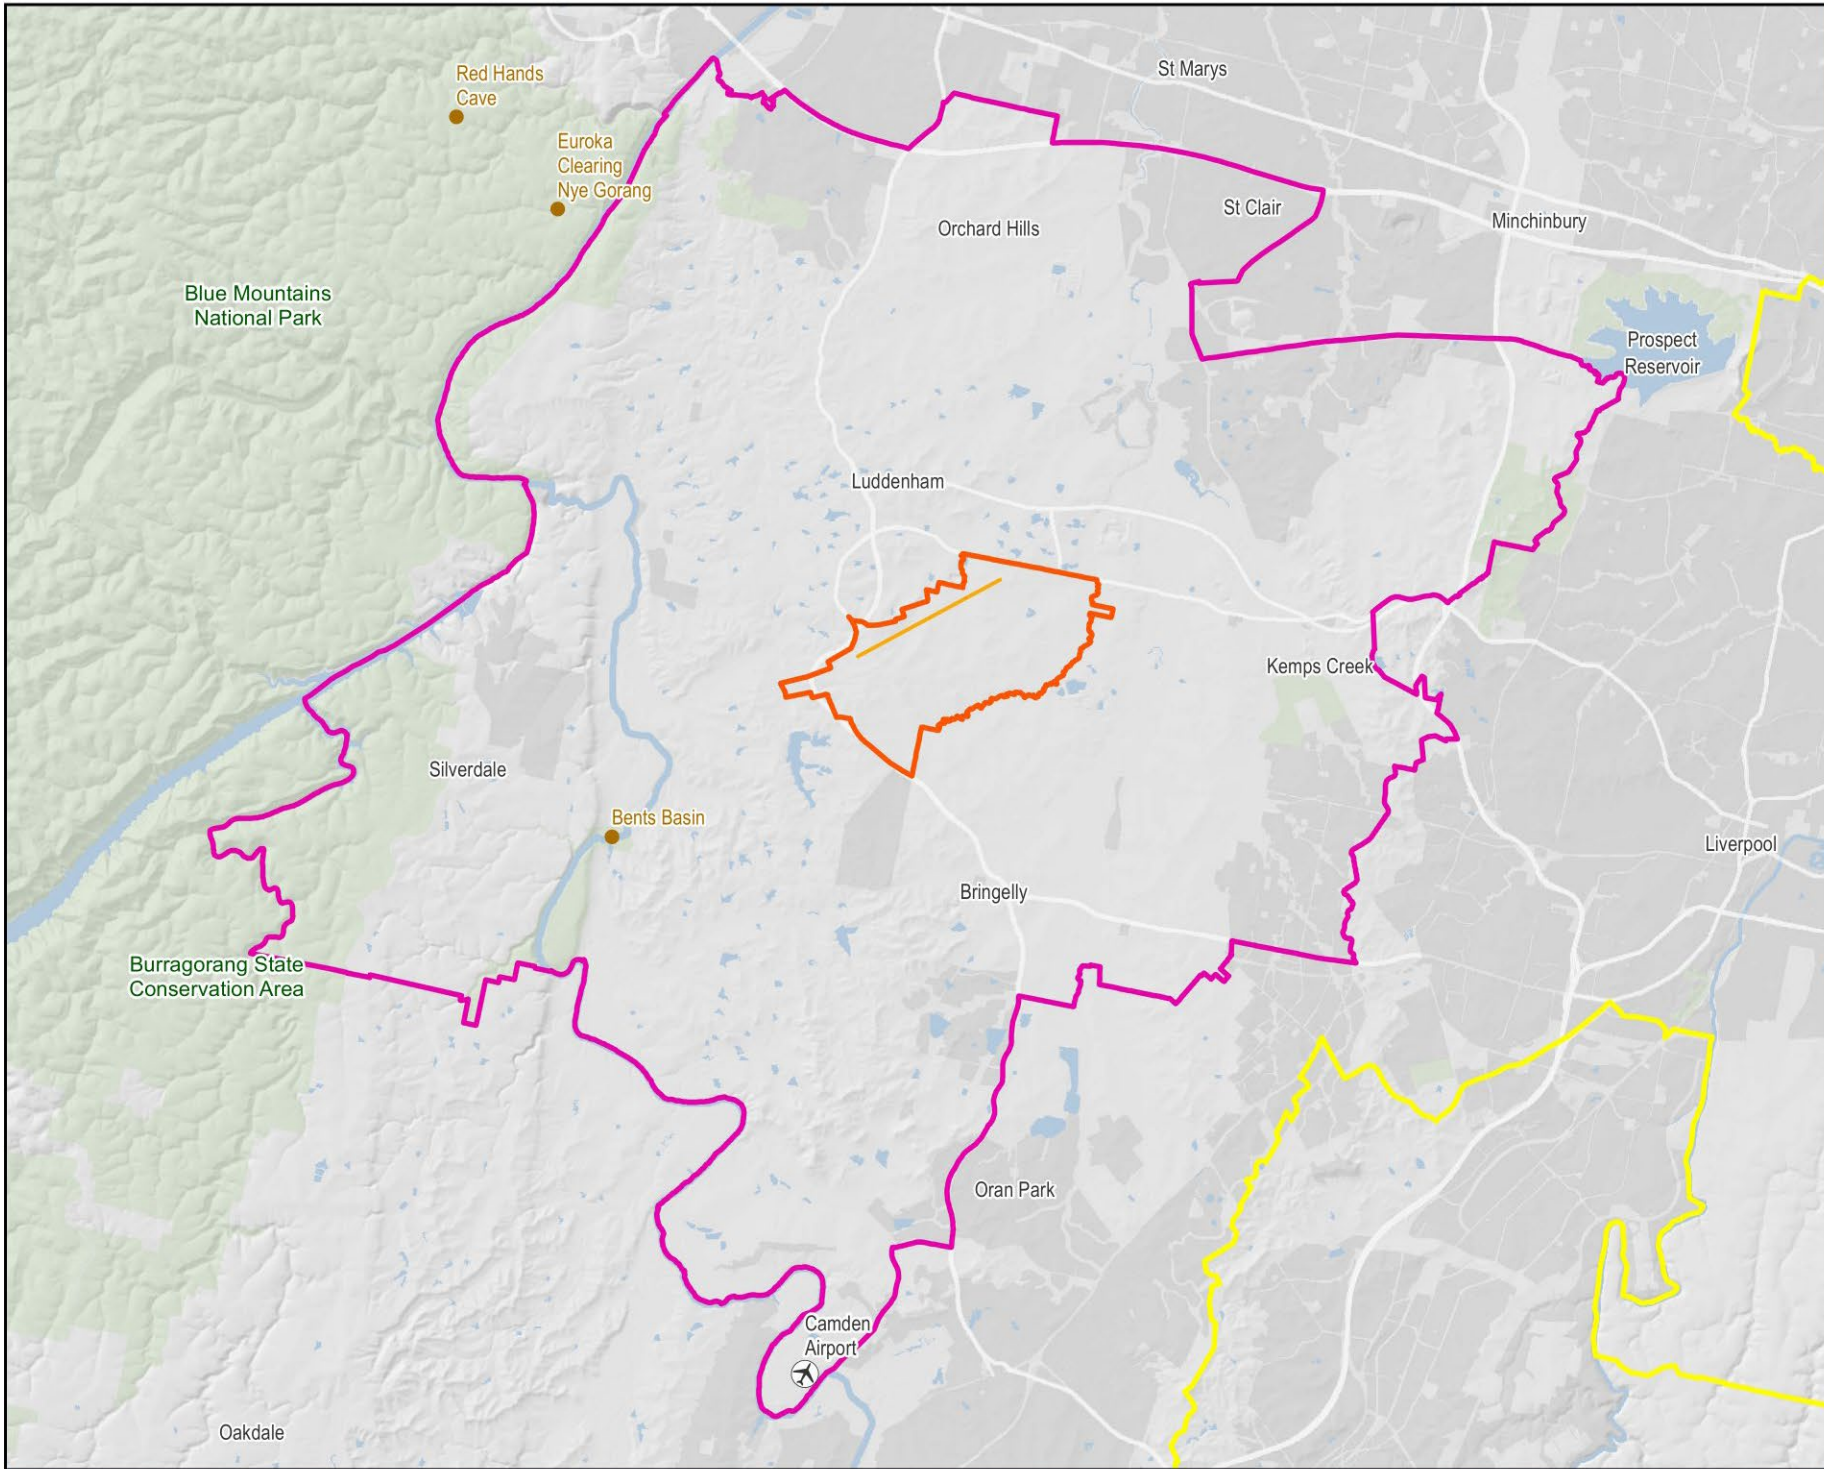 Red Hands
Cave
St Marys
Euroka
Clearing
Nye Gorang
Orchard Hills
St Clair
Minchinbury
Blue Mountains
National Park
Prospect
Reservoir
Luddenham
Kemps Creek
Silverdale
Bents Basin
Liverpool
Bringelly
Burragorang State
Conservation Area
Oran Park
Camden
Airport
Oakdale